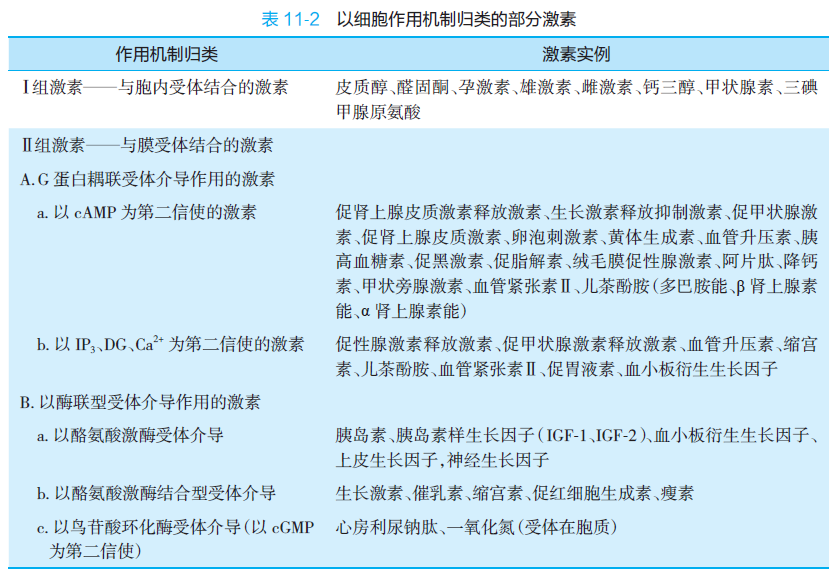 表 11-2 以细胞作用机制归类的部分激素
作用机制归类 激素实例
Ⅰ组激素——与胞内受体结合的激素 皮质醇、醛固酮、孕激素、雄激素、雌激素、钙三醇、甲状腺素、三碘
甲腺原氨酸
Ⅱ组激素——与膜受体结合的激素
A. G 蛋白耦联受体介导作用的激素
a. 以 cAMP 为第二信使的激素 促肾上腺皮质激素释放激素、生长激素释放抑制激素、促甲状腺激
素、促肾上腺皮质激素、卵泡刺激素、黄体生成素、血管升压素、胰
高血糖素、促黑激素、促脂解素、绒毛膜促性腺激素、阿片肽、降钙
素、甲状旁腺激素、血管紧张素Ⅱ、儿茶酚胺(多巴胺能、β 肾上腺素
能、α 肾上腺素能)
b. 以 IP₃、DG、Ca²⁺ 为第二信使的激素 促性腺激素释放激素、促甲状腺激素释放激素、血管升压素、缩宫
素、儿茶酚胺、血管紧张素Ⅱ、促胃液素、血小板衍生生长因子
B. 以酶联型受体介导作用的激素
a. 以酪氨酸激酶受体介导 胰岛素、胰岛素样生长因子(IGF-1、IGF-2)、血小板衍生生长因子、
上皮生长因子,神经生长因子
b. 以酪氨酸激酶结合型受体介导 生长激素、催乳素、缩宫素、促红细胞生成素、瘦素
c. 以鸟苷酸环化酶受体介导(以 cGMP 心房利尿钠肽、一氧化氮(受体在胞质)
为第二信使)